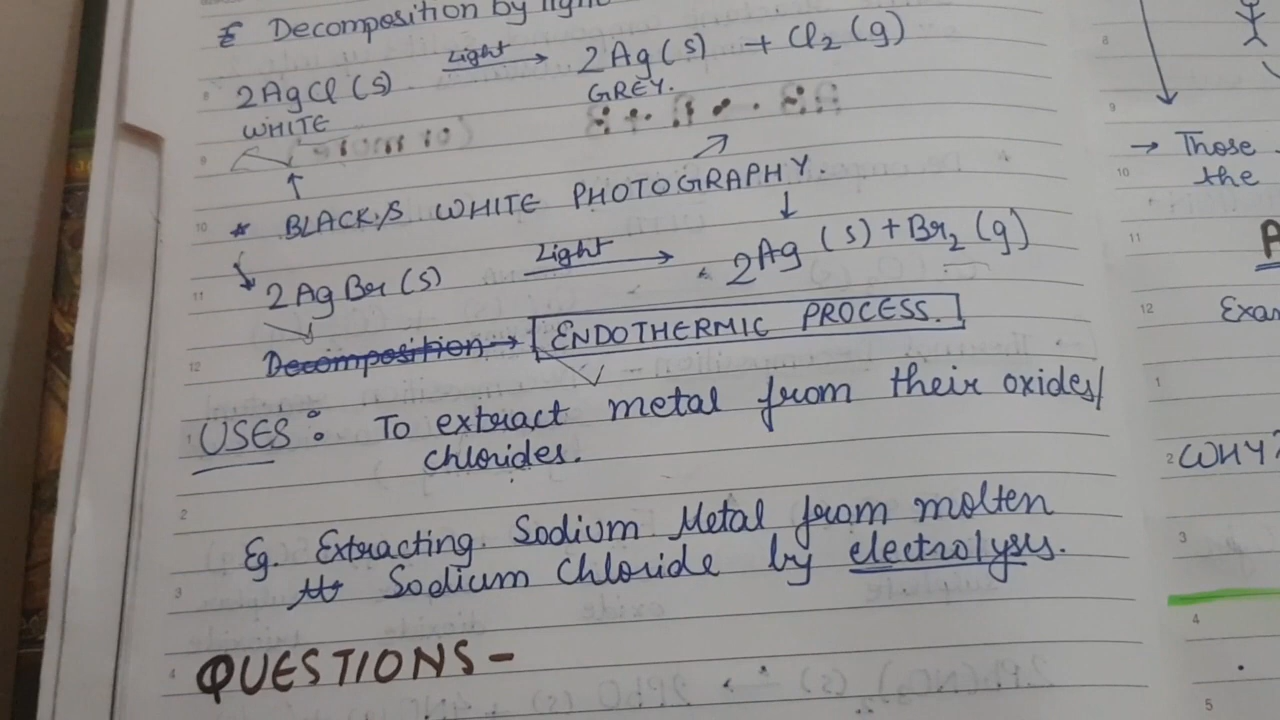 Decomposition by light
2AgCl (s) Light → 2Ag (s) + Cl2 (g)
WHITE GREY.
* BLACK & WHITE PHOTOGRAPHY.
2AgBr (s) Light → 2Ag (s) + Br2 (g)
Decomposition → ENDOTHERMIC PROCESS.
USES : To extract metal from their oxides/
chlorides.
Eg. Extracting Sodium Metal from molten
Sodium Chloride by electrolysis.
QUESTIONS -
→ Those
the
Exam
WHY?